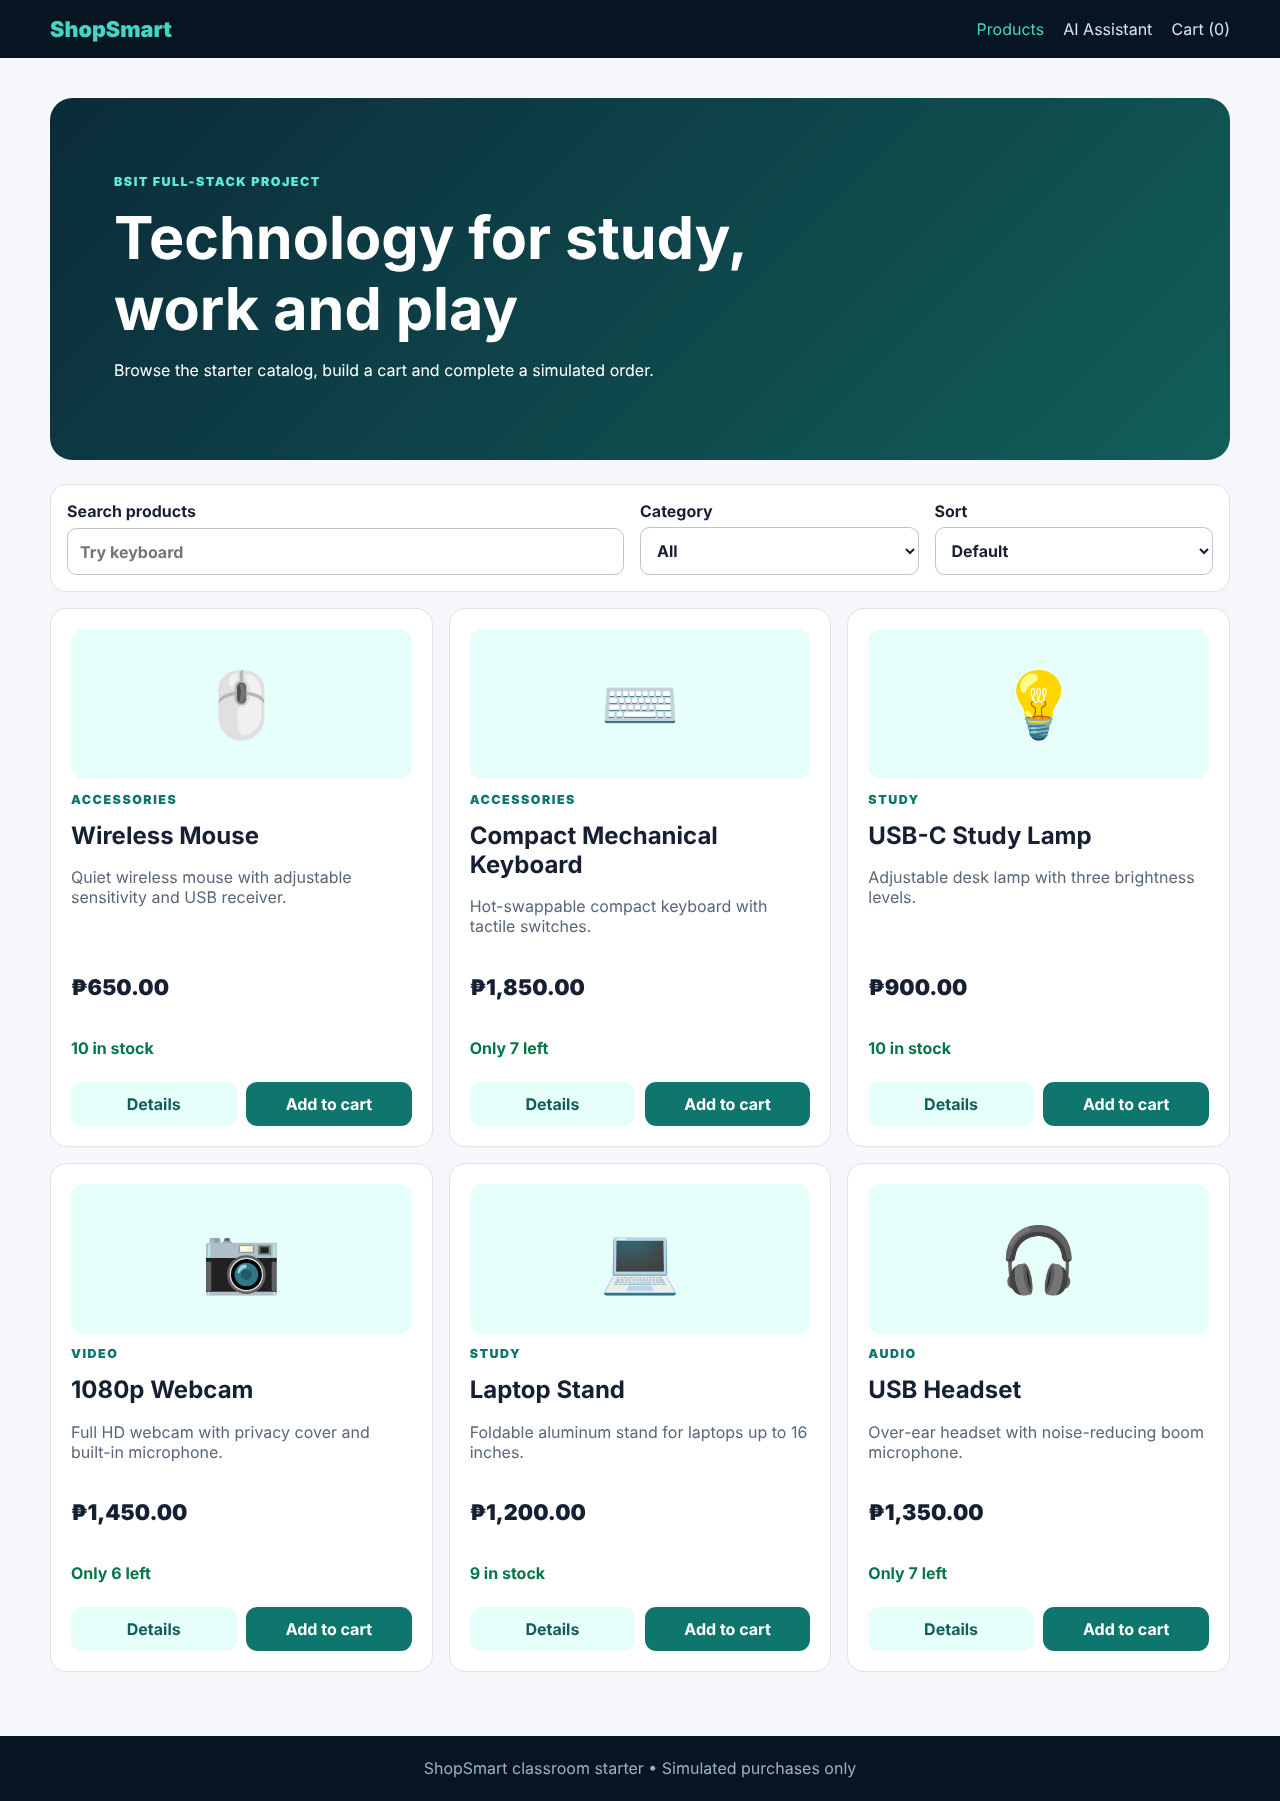 ShopSmart
Products AI Assistant Cart (0)
BSIT FULL-STACK PROJECT
Technology for study,
work and play
Browse the starter catalog, build a cart and complete a simulated order.
Search products
Try keyboard
Category
All
Sort
Default
ACCESSORIES
Wireless Mouse
Quiet wireless mouse with adjustable
sensitivity and USB receiver.
₱650.00
10 in stock
Details Add to cart
ACCESSORIES
Compact Mechanical
Keyboard
Hot-swappable compact keyboard with
tactile switches.
₱1,850.00
Only 7 left
Details Add to cart
STUDY
USB-C Study Lamp
Adjustable desk lamp with three brightness
levels.
₱900.00
10 in stock
Details Add to cart
VIDEO
1080p Webcam
Full HD webcam with privacy cover and
built-in microphone.
₱1,450.00
Only 6 left
Details Add to cart
STUDY
Laptop Stand
Foldable aluminum stand for laptops up to 16
inches.
₱1,200.00
9 in stock
Details Add to cart
AUDIO
USB Headset
Over-ear headset with noise-reducing boom
microphone.
₱1,350.00
Only 7 left
Details Add to cart
ShopSmart classroom starter • Simulated purchases only